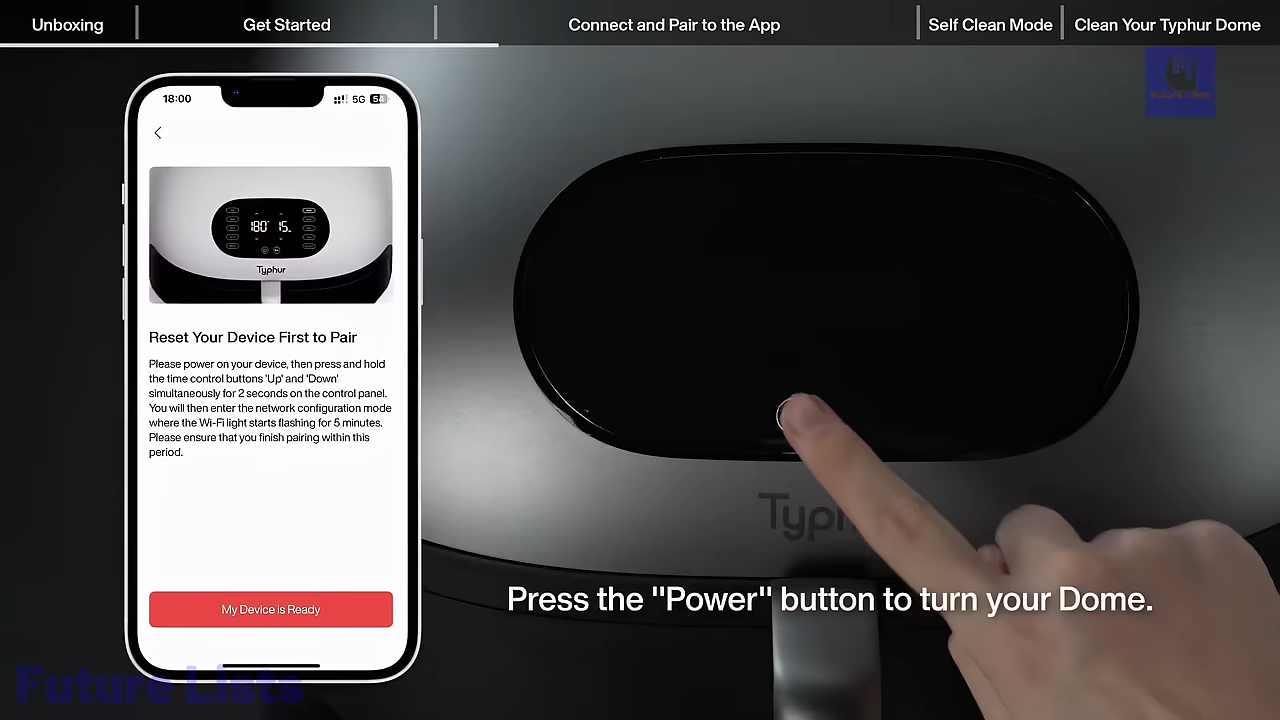 Unbozing
Get Started
Connect and Pair to the App
Self Clean Mode
Clean Your Typhur Dome
18:00
5G
180°
15
Typhur
Reset Your Device First to Pair
Please power on your device, then press and hold
the time control buttons 'Up' and 'Down'
simultaneously for 2 seconds on the control panel.
You will then enter the network configuration mode
where the Wi-Fi light starts flashing for 5 minutes.
Please ensure that you finish pairing within this
period.
My Device is Ready
Press the "Power" button to turn your Dome.
Future Lists